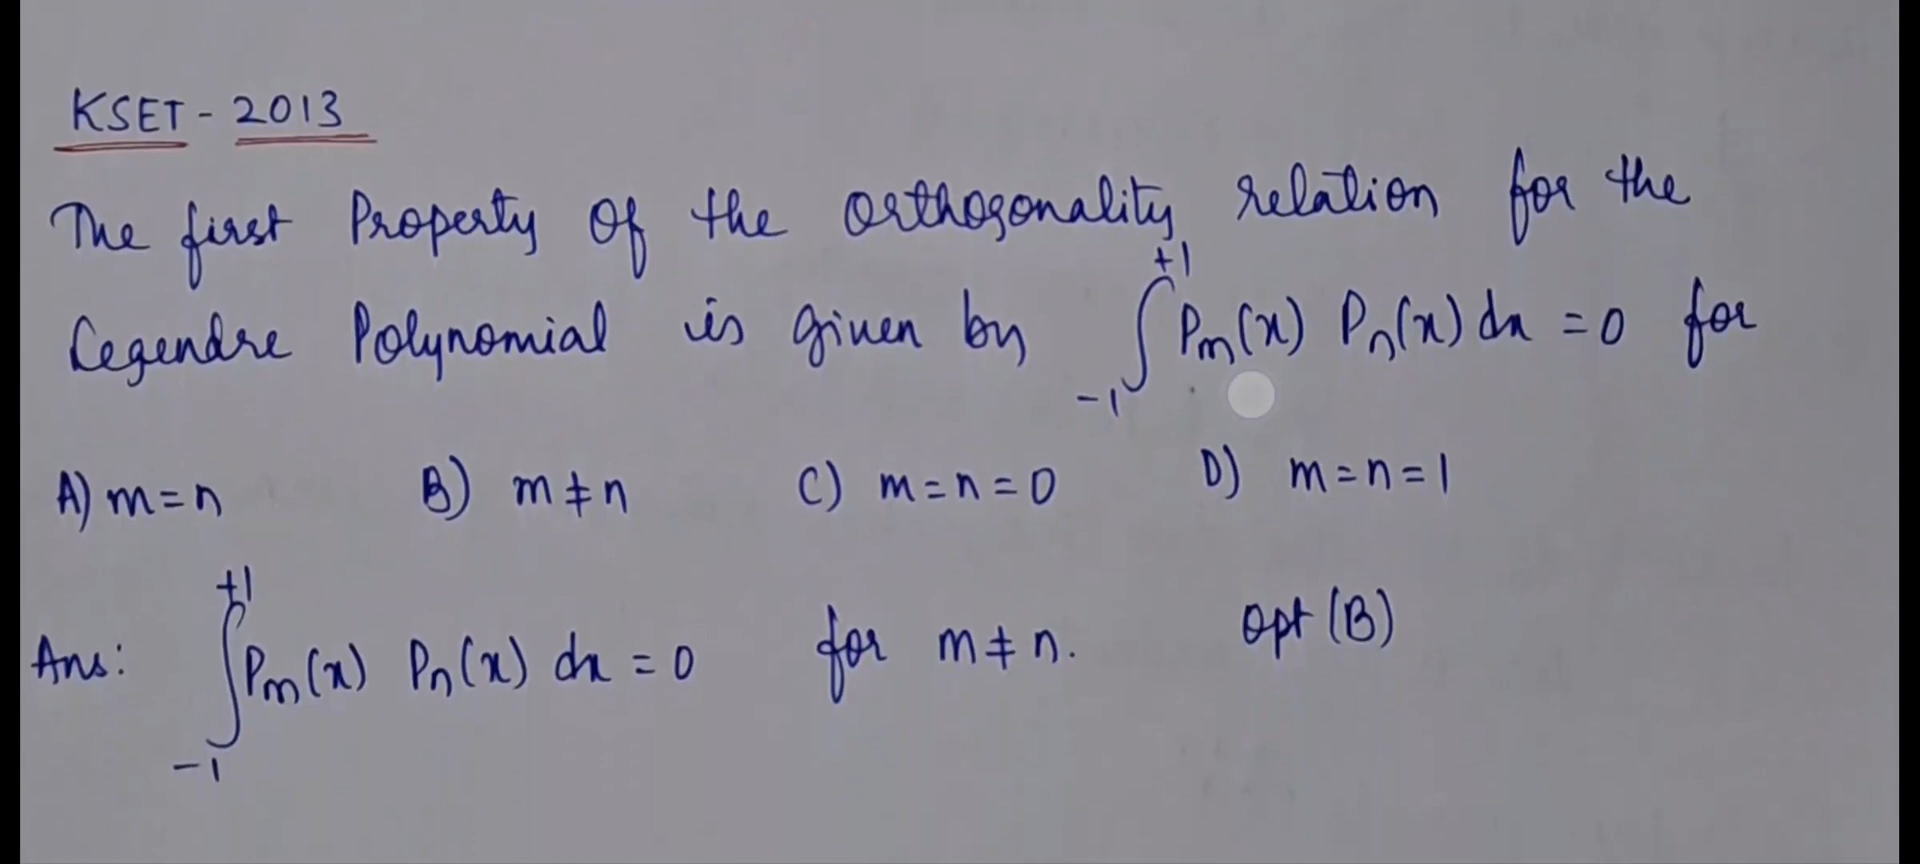 KSET - 2013
The first Property of the Orthogonality relation for the
Legendre Polynomial is given by ∫₋₁⁺¹ Pm(x) Pn(x) dx = 0 for
A) m = n B) m ≠ n C) m = n = 0 D) m = n = 1
Ans: ∫₋₁⁺¹ Pm(x) Pn(x) dx = 0 for m ≠ n. Opt (B)